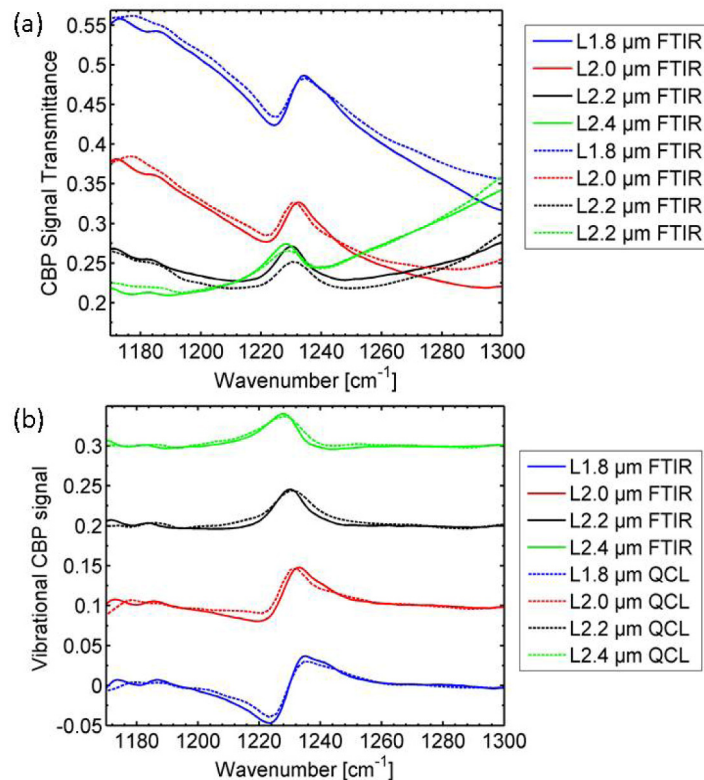 (a)
CBP Signal Transmittance
0.55
0.5
0.45
0.4
0.35
0.3
0.25
0.2
1180 1200 1220 1240 1260 1280 1300
Wavenumber [cm-1]
L1.8 µm FTIR
L2.0 µm FTIR
L2.2 µm FTIR
L2.4 µm FTIR
L1.8 µm FTIR
L2.0 µm FTIR
L2.2 µm FTIR
L2.2 µm FTIR
(b)
Vibrational CBP signal
0.3
0.25
0.2
0.15
0.1
0.05
0
-0.05
1180 1200 1220 1240 1260 1280 1300
Wavenumber [cm-1]
L1.8 µm FTIR
L2.0 µm FTIR
L2.2 µm FTIR
L2.4 µm FTIR
L1.8 µm QCL
L2.0 µm QCL
L2.2 µm QCL
L2.4 µm QCL